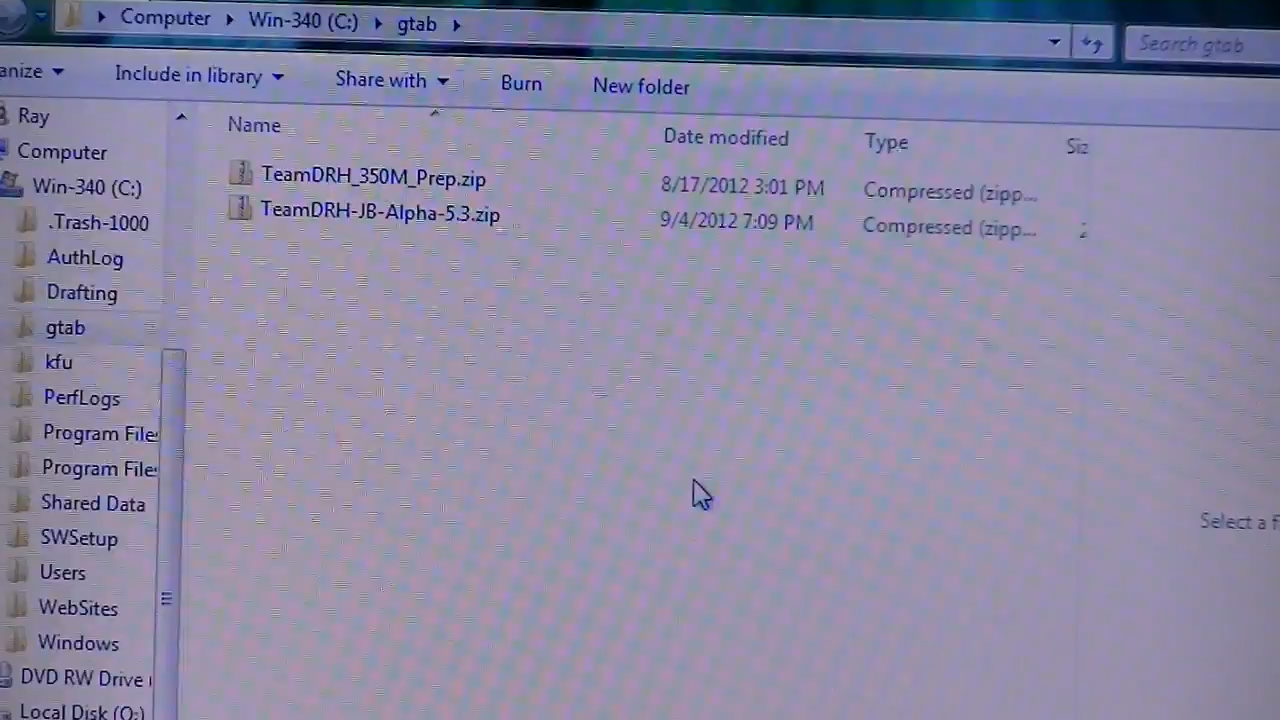 Computer Win-340 (C:) gtab
Search gtab
anize Include in library Share with Burn New folder
Ray
Computer
Win-340 (C:)
.Trash-1000
AuthLog
Drafting
gtab
kfu
PerfLogs
Program Files
Program Files
Shared Data
SWSetup
Users
WebSites
Windows
DVD RW Drive
Local Disk (Q:)
Name Date modified Type Siz
TeamDRH_350M_Prep.zip 8/17/2012 3:01 PM Compressed (zipp...
TeamDRH-JB-Alpha-5.3.zip 9/4/2012 7:09 PM Compressed (zipp...
Select a f